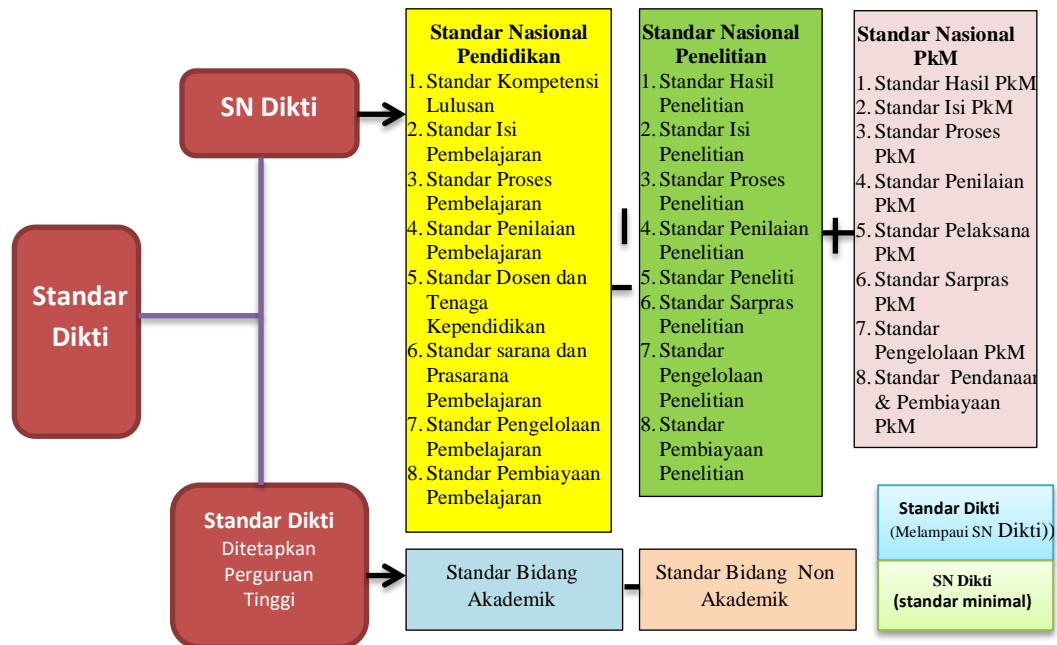 Standar
Dikti
SN Dikti
Standar Nasional
Pendidikan
1. Standar Kompetensi
Lulusan
2. Standar Isi
Pembelajaran
3. Standar Proses
Pembelajaran
4. Standar Penilaian
Pembelajaran
5. Standar Dosen dan
Tenaga
Kependidikan
6. Standar sarana dan
Prasarana
Pembelajaran
7. Standar Pengelolaan
Pembelajaran
8. Standar Pembiayaan
Pembelajaran
Standar Nasional
Penelitian
1. Standar Hasil
Penelitian
2. Standar Isi
Penelitian
3. Standar Proses
Penelitian
4. Standar Penilaian
Penelitian
5. Standar Peneliti
6. Standar Sarpras
Penelitian
7. Standar
Pengelolaan
Penelitian
8. Standar
Pembiayaan
Penelitian
Standar Nasional
PkM
1. Standar Hasil PkM
2. Standar Isi PkM
3. Standar Proses
PkM
4. Standar Penilaian
PkM
5. Standar Pelaksana
PkM
6. Standar Sarpras
PkM
7. Standar
Pengelolaan PkM
8. Standar Pendanaan
& Pembiayaan
PkM
Standar Dikti
Ditetapkan
Perguruan
Tinggi
Standar Bidang
Akademik
Standar Bidang Non
Akademik
Standar Dikti
(Melampaui SN Dikti))
SN Dikti
(standar minimal)